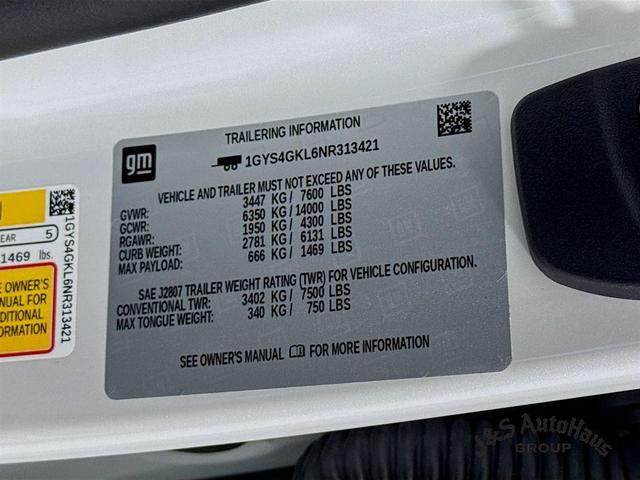 gm
TRAILERING INFORMATION
1GYS4GKL6NR313421
VEHICLE AND TRAILER MUST NOT EXCEED ANY OF THESE VALUES.
GVWR: 3447 KG / 7600 LBS
GCWR: 6350 KG / 14000 LBS
RGAWR: 1950 KG / 4300 LBS
CURB WEIGHT: 2781 KG / 6131 LBS
MAX PAYLOAD: 666 KG / 1469 LBS
SAE J2807 TRAILER WEIGHT RATING (TWR) FOR VEHICLE CONFIGURATION.
CONVENTIONAL TWR: 3402 KG / 7500 LBS
MAX TONGUE WEIGHT: 340 KG / 750 LBS
SEE OWNER'S MANUAL FOR MORE INFORMATION
EAR 5
1469 lbs.
E OWNER'S
ANUAL FOR
DDITIONAL
ORMATION
1GYS4GKL6NR313421
J&S AutoHaus
GROUP